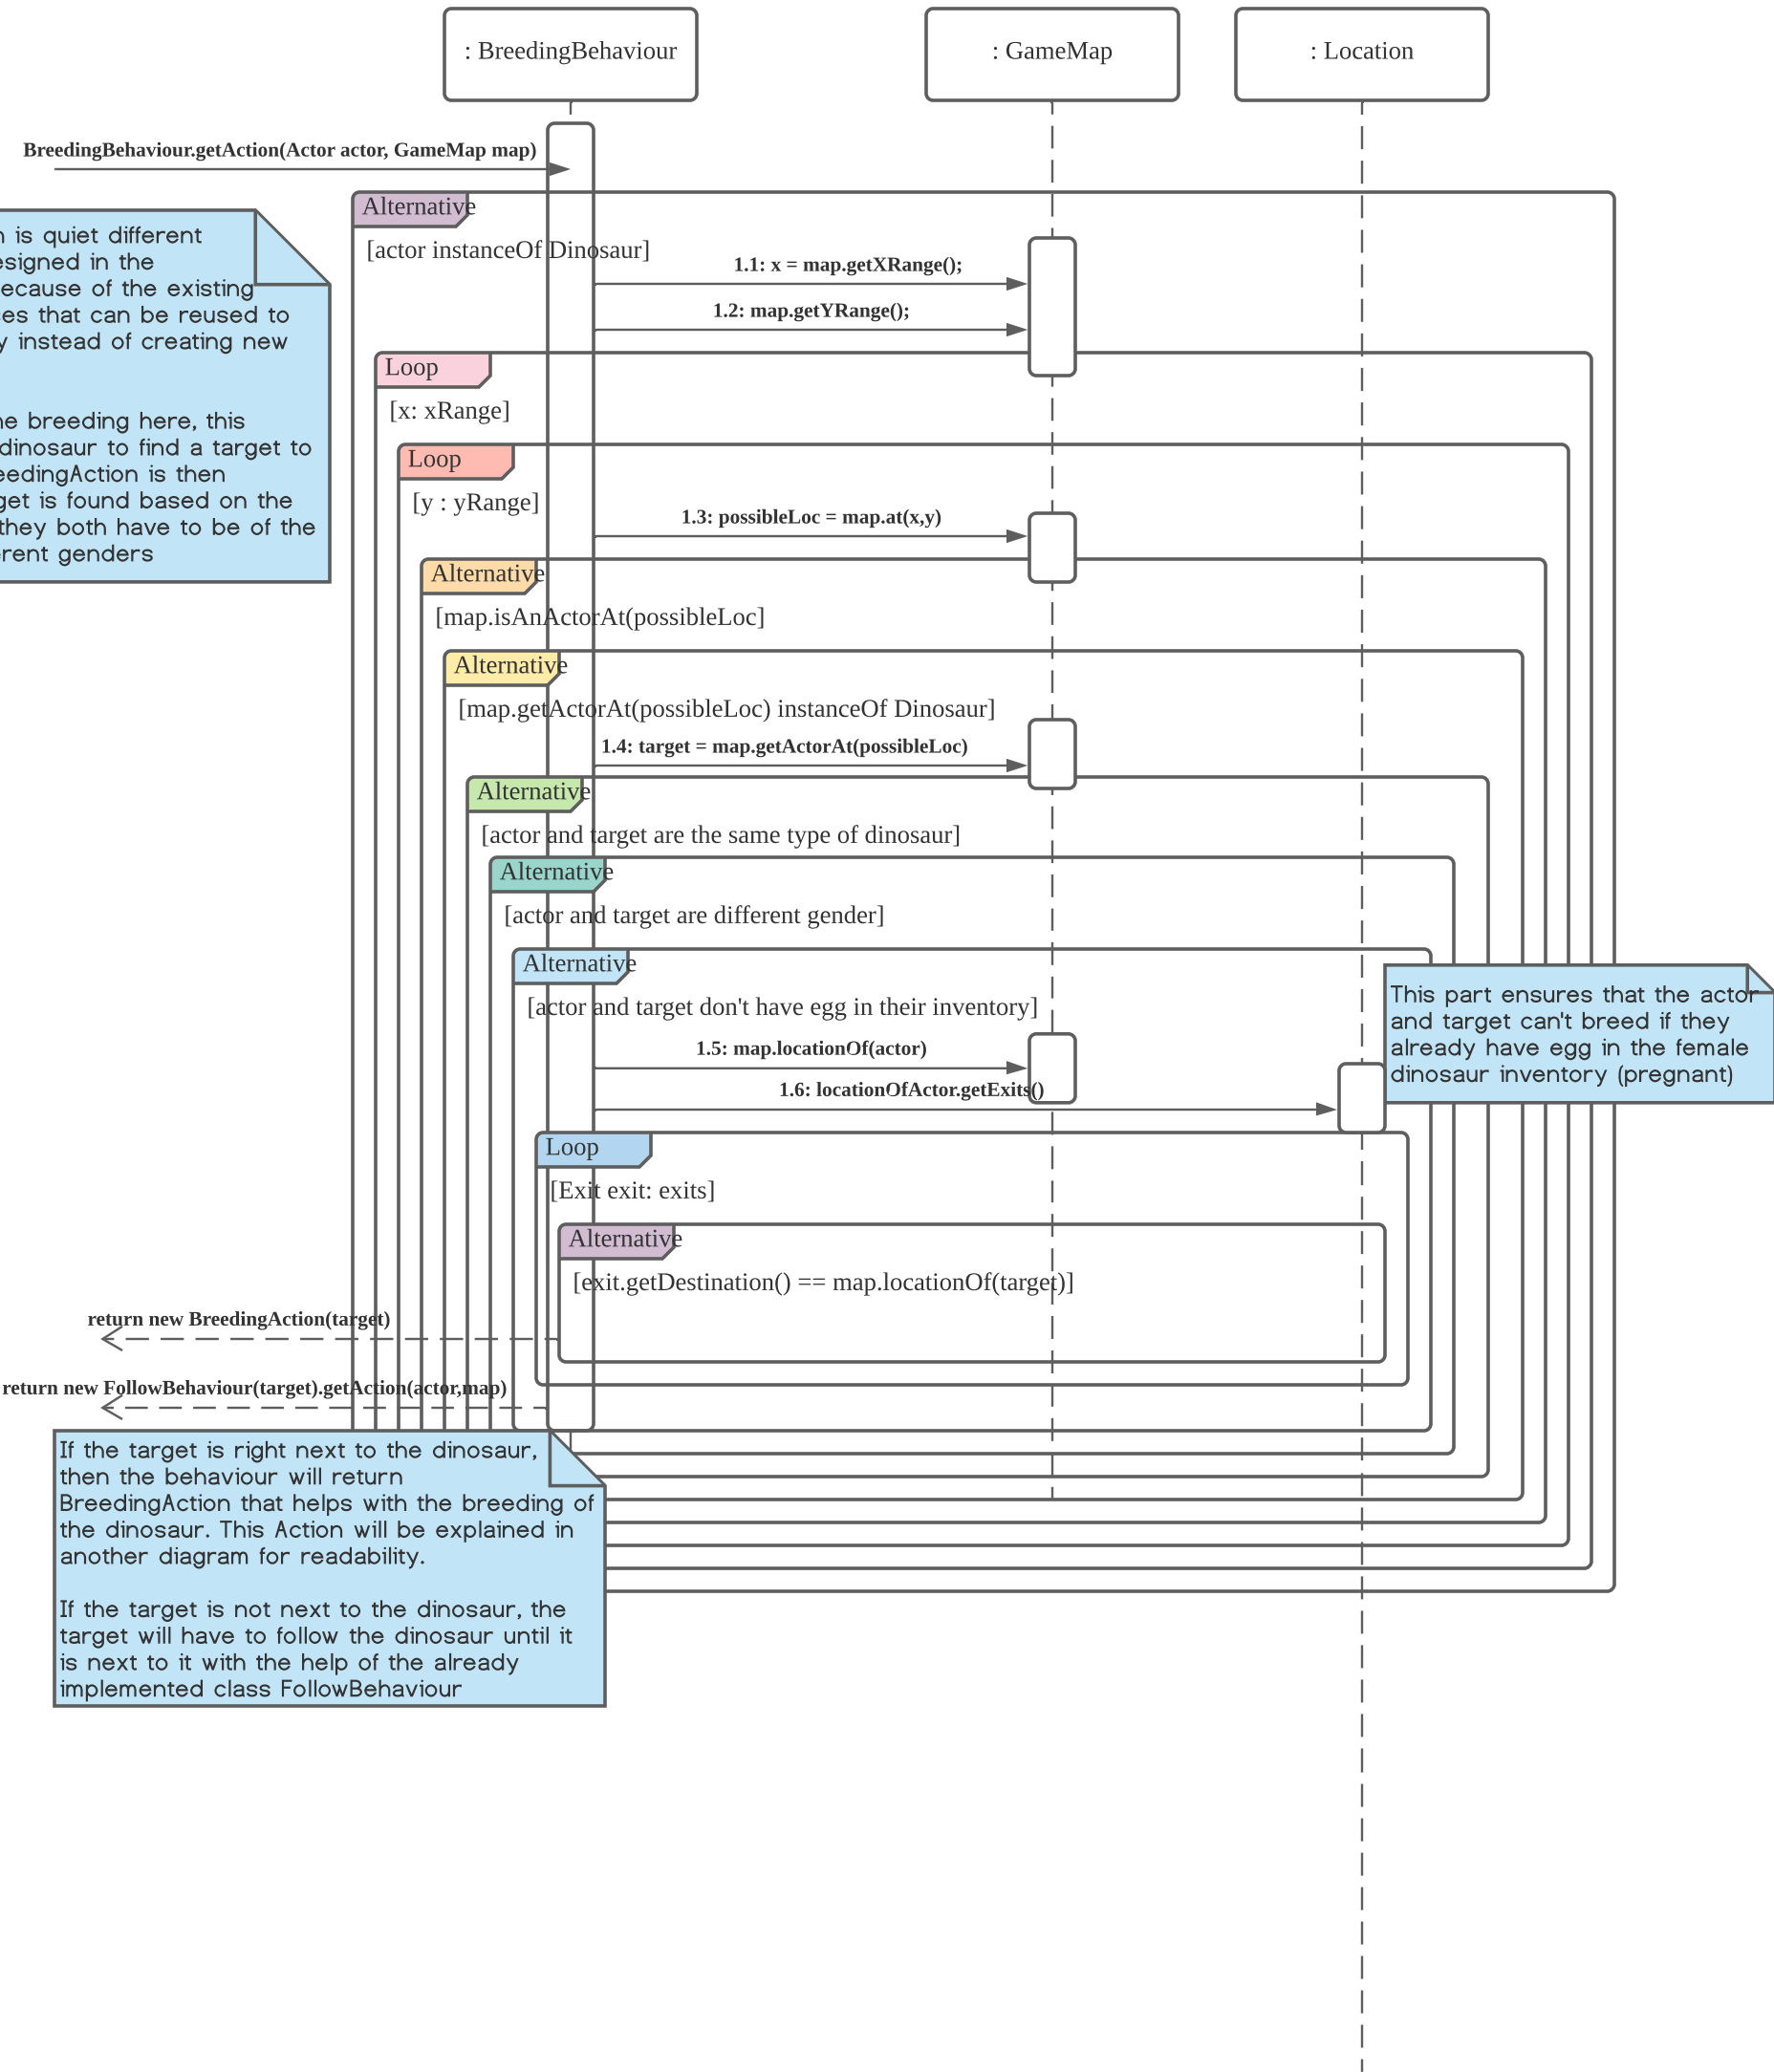 : BreedingBehaviour
: GameMap
: Location
BreedingBehaviour.getAction(Actor actor, GameMap map)
Alternative
[actor instanceOf Dinosaur]
1.1: x = map.getXRange();
1.2: map.getYRange();
is quiet different
esigned in the
ecause of the existing
es that can be reused to
y instead of creating new
ne breeding here, this
dinosaur to find a target to
eedingAction is then
get is found based on the
they both have to be of the
erent genders
Loop
[x: xRange]
Loop
[y : yRange]
1.3: possibleLoc = map.at(x,y)
Alternative
[map.isAnActorAt(possibleLoc]
Alternative
[map.getActorAt(possibleLoc) instanceOf Dinosaur]
1.4: target = map.getActorAt(possibleLoc)
Alternative
[actor and target are the same type of dinosaur]
Alternative
[actor and target are different gender]
Alternative
[actor and target don't have egg in their inventory]
This part ensures that the actor
and target can't breed if they
already have egg in the female
dinosaur inventory (pregnant)
1.5: map.locationOf(actor)
1.6: locationOfActor.getExits()
Loop
[Exit exit: exits]
Alternative
[exit.getDestination() == map.locationOf(target)]
return new BreedingAction(target)
return new FollowBehaviour(target).getAction(actor,map)
If the target is right next to the dinosaur,
then the behaviour will return
BreedingAction that helps with the breeding of
the dinosaur. This Action will be explained in
another diagram for readability.
If the target is not next to the dinosaur, the
target will have to follow the dinosaur until it
is next to it with the help of the already
implemented class FollowBehaviour